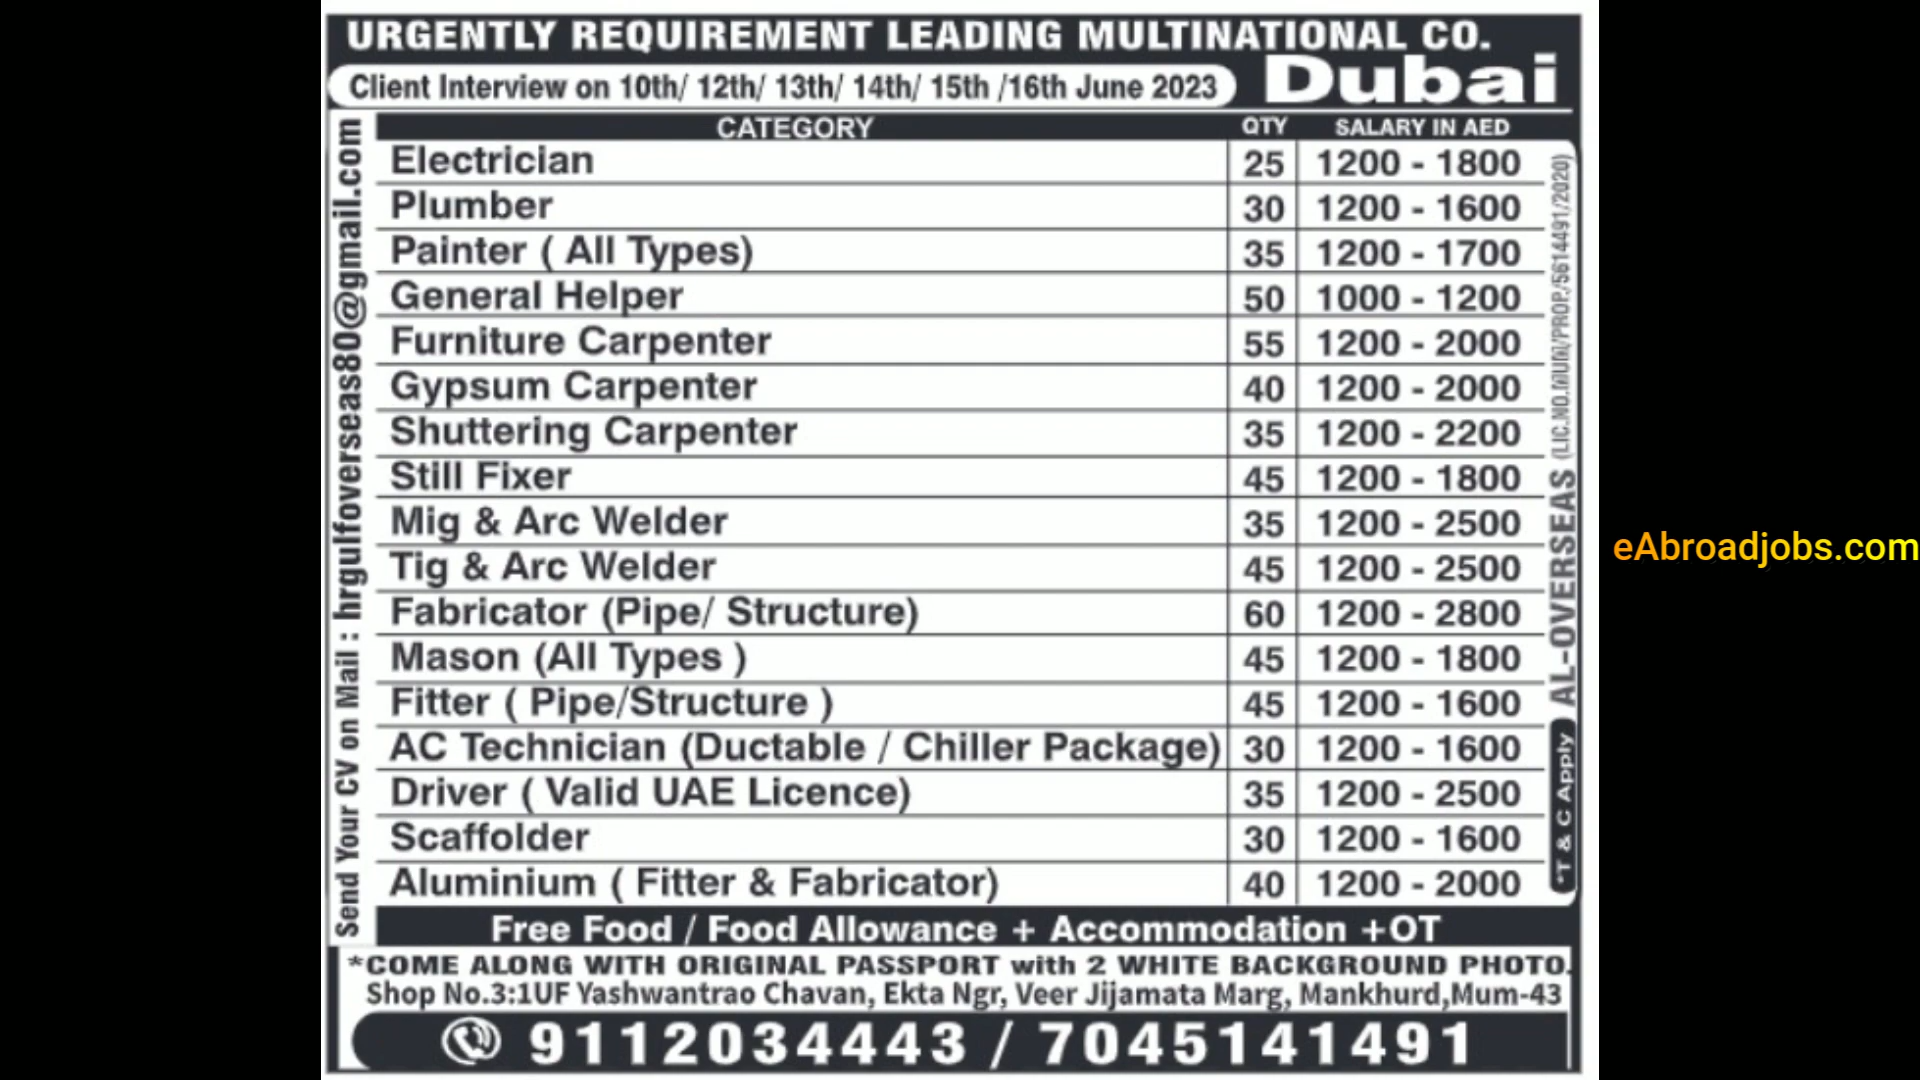 URGENTLY REQUIREMENT LEADING MULTINATIONAL CO.
Client Interview on 10th/ 12th/ 13th/ 14th/ 15th /16th June 2023
Dubai
CATEGORY QTY SALARY IN AED
Electrician 25 1200 - 1800
Plumber 30 1200 - 1600
Painter ( All Types) 35 1200 - 1700
General Helper 50 1000 - 1200
Furniture Carpenter 55 1200 - 2000
Gypsum Carpenter 40 1200 - 2000
Shuttering Carpenter 35 1200 - 2200
Still Fixer 45 1200 - 1800
Mig & Arc Welder 35 1200 - 2500
Tig & Arc Welder 45 1200 - 2500
Fabricator (Pipe/ Structure) 60 1200 - 2800
Mason (All Types ) 45 1200 - 1800
Fitter ( Pipe/Structure ) 45 1200 - 1600
AC Technician (Ductable / Chiller Package) 30 1200 - 1600
Driver ( Valid UAE Licence) 35 1200 - 2500
Scaffolder 30 1200 - 1600
Aluminium ( Fitter & Fabricator) 40 1200 - 2000
Send Your CV on Mail : hrgulfoverseas80@gmail.com
*T & C Apply AL-OVERSEAS (LIC.NO.MUM/PROP./5614491/2020)
Free Food / Food Allowance + Accommodation +OT
*COME ALONG WITH ORIGINAL PASSPORT with 2 WHITE BACKGROUND PHOTO.
Shop No.3:1UF Yashwantrao Chavan, Ekta Ngr, Veer Jijamata Marg, Mankhurd,Mum-43
9112034443 / 7045141491
eAbroadjobs.com